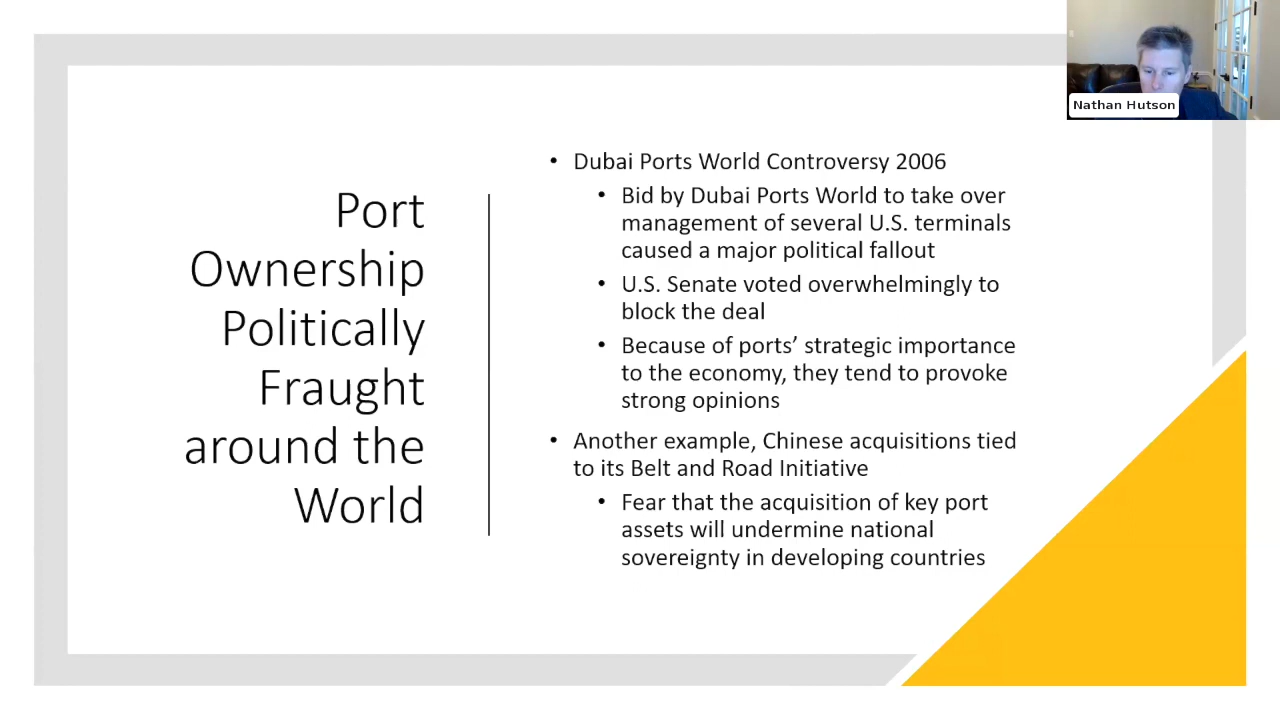 Nathan Hutson
Port
Ownership
Politically
Fraught
around the
World
• Dubai Ports World Controversy 2006
• Bid by Dubai Ports World to take over
management of several U.S. terminals
caused a major political fallout
• U.S. Senate voted overwhelmingly to
block the deal
• Because of ports’ strategic importance
to the economy, they tend to provoke
strong opinions
• Another example, Chinese acquisitions tied
to its Belt and Road Initiative
• Fear that the acquisition of key port
assets will undermine national
sovereignty in developing countries